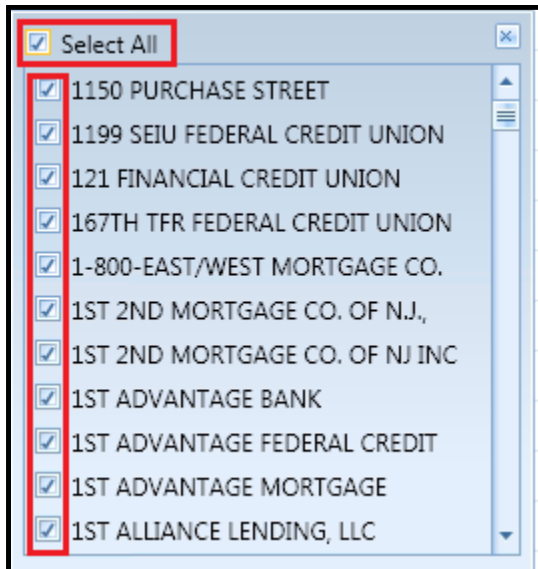 Select All
1150 PURCHASE STREET
1199 SEIU FEDERAL CREDIT UNION
121 FINANCIAL CREDIT UNION
167TH TFR FEDERAL CREDIT UNION
1-800-EAST/WEST MORTGAGE CO.
1ST 2ND MORTGAGE CO. OF N.J.,
1ST 2ND MORTGAGE CO. OF NJ INC
1ST ADVANTAGE BANK
1ST ADVANTAGE FEDERAL CREDIT
1ST ADVANTAGE MORTGAGE
1ST ALLIANCE LENDING, LLC